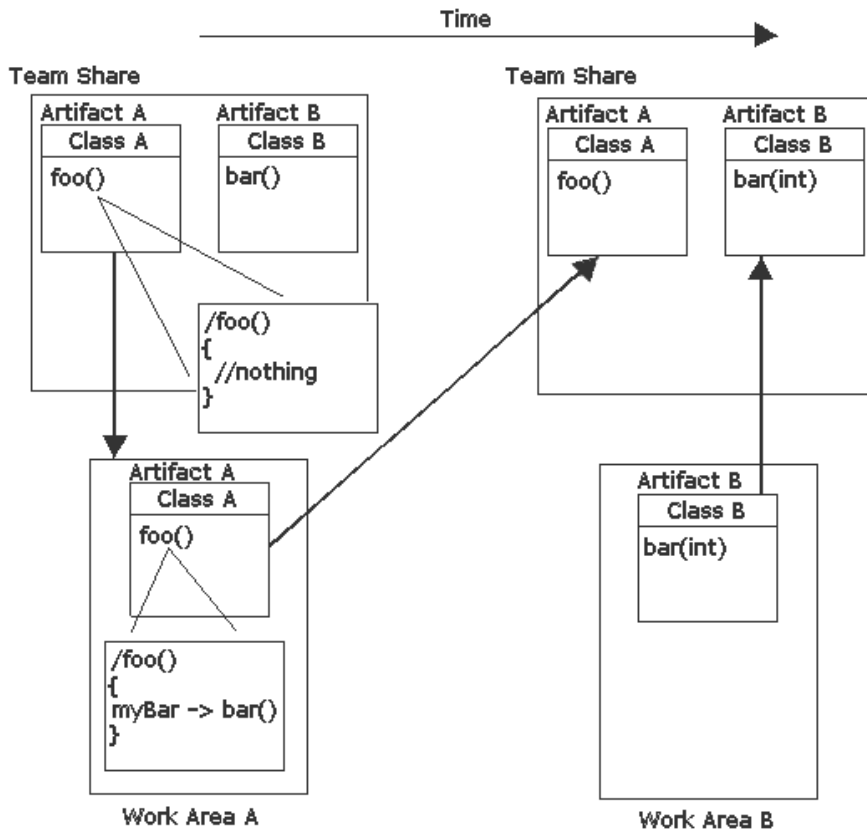 Time
Team Share
Artifact A
Class A
foo()
Artifact B
Class B
bar()
/foo()
{
//nothing
}
Artifact A
Class A
foo()
/foo()
{
myBar -> bar()
}
Work Area A
Team Share
Artifact A
Class A
foo()
Artifact B
Class B
bar(int)
Artifact B
Class B
bar(int)
Work Area B